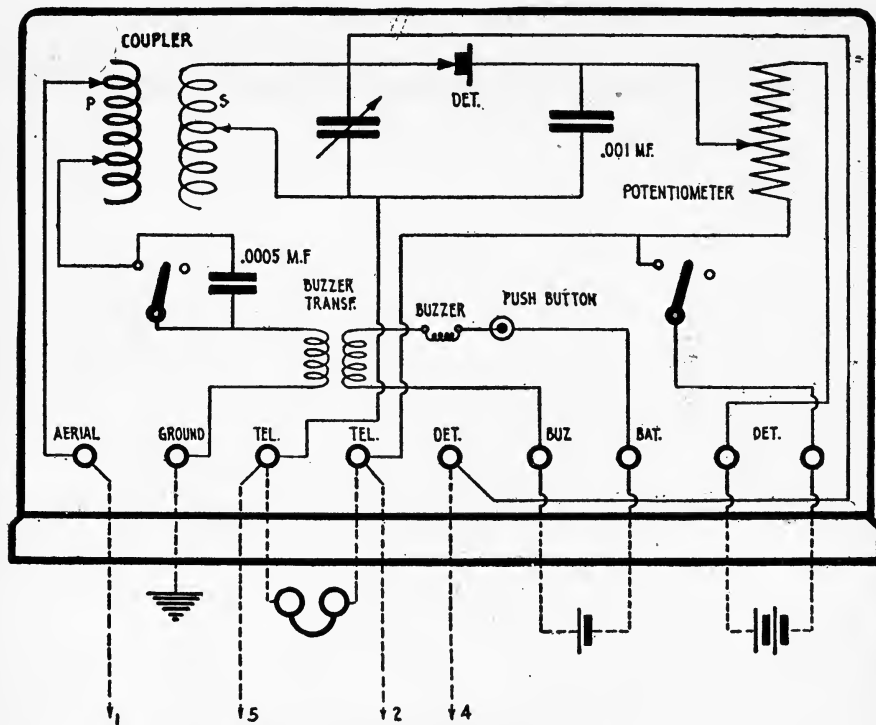 COUPLER
P
S
DET.
.001 M.F.
POTENTIOMETER
.0005 M.F
BUZZER
TRANSF.
BUZZER
PUSH BUTTON
AERIAL
GROUND
TEL.
TEL.
DET.
BUZ
BAT.
DET.
1
5
2
4